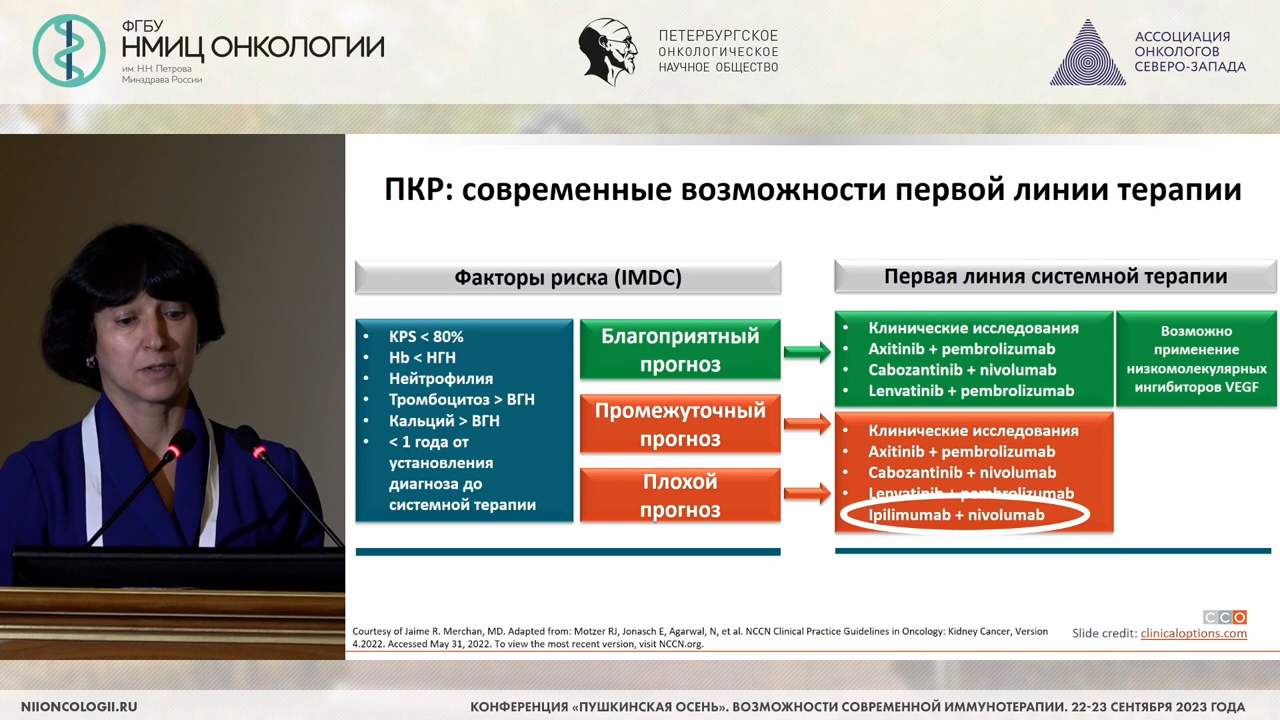 ФГБУ
НМИЦ ОНКОЛОГИИ
им. Н.Н. Петрова
Минздрава России
ПЕТЕРБУРГСКОЕ
ОНКОЛОГИЧЕСКОЕ
НАУЧНОЕ ОБЩЕСТВО
АССОЦИАЦИЯ
ОНКОЛОГОВ
СЕВЕРО-ЗАПАДА
ПКР: современные возможности первой линии терапии
Факторы риска (IMDC)
• KPS < 80%
• Hb < НГН
• Нейтрофилия
• Тромбоцитоз > ВГН
• Кальций > ВГН
• < 1 года от
установления
диагноза до
системной терапии
Благоприятный
прогноз
Промежуточный
прогноз
Плохой
прогноз
Первая линия системной терапии
• Клинические исследования
• Axitinib + pembrolizumab
• Cabozantinib + nivolumab
• Lenvatinib + pembrolizumab
Возможно
применение
низкомолекулярных
ингибиторов VEGF
• Клинические исследования
• Axitinib + pembrolizumab
• Cabozantinib + nivolumab
• Lenvatinib + pembrolizumab
Ipilimumab + nivolumab
Courtesy of Jaime R. Merchan, MD. Adapted from: Motzer RJ, Jonasch E, Agarwal, N, et al. NCCN Clinical Practice Guidelines in Oncology: Kidney Cancer, Version
4.2022. Accessed May 31, 2022. To view the most recent version, visit NCCN.org.
CCO
Slide credit: clinicaloptions.com
NIIONCOLOGII.RU
КОНФЕРЕНЦИЯ «ПУШКИНСКАЯ ОСЕНЬ». ВОЗМОЖНОСТИ СОВРЕМЕННОЙ ИММУНОТЕРАПИИ. 22-23 СЕНТЯБРЯ 2023 ГОДА